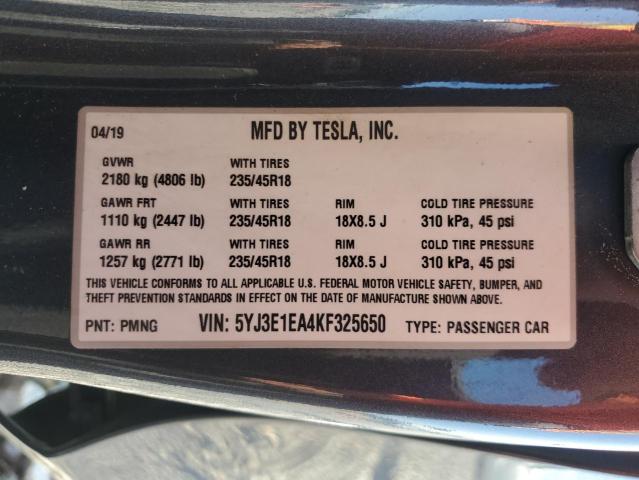 04/19 MFD BY TESLA, INC.
GVWR WITH TIRES
2180 kg (4806 lb) 235/45R18
GAWR FRT WITH TIRES RIM COLD TIRE PRESSURE
1110 kg (2447 lb) 235/45R18 18X8.5 J 310 kPa, 45 psi
GAWR RR WITH TIRES RIM COLD TIRE PRESSURE
1257 kg (2771 lb) 235/45R18 18X8.5 J 310 kPa, 45 psi
THIS VEHICLE CONFORMS TO ALL APPLICABLE U.S. FEDERAL MOTOR VEHICLE SAFETY, BUMPER, AND
THEFT PREVENTION STANDARDS IN EFFECT ON THE DATE OF MANUFACTURE SHOWN ABOVE.
PNT: PMNG VIN: 5YJ3E1EA4KF325650 TYPE: PASSENGER CAR